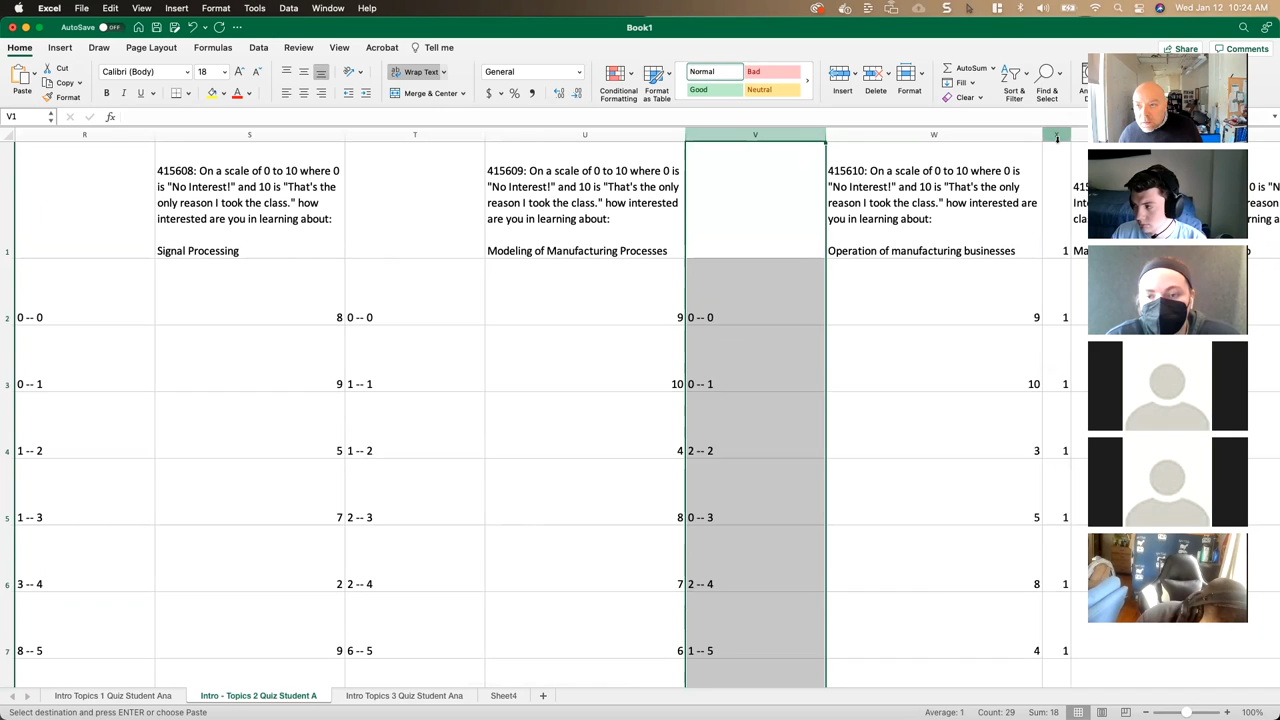 Excel File Edit View Insert Format Tools Data Window Help Wed Jan 12 10:24 AM
AutoSave OFF Book1
Home Insert Draw Page Layout Formulas Data Review View Acrobat Tell me Share Comments
Paste Cut Copy Format Calibri (Body) 18 Wrap Text Merge & Center General Conditional Formatting Format as Table Normal Bad Good Neutral Insert Delete Format AutoSum Fill Clear Sort & Filter Find & Select
V1 fx
R S T U V W X
1
415608: On a scale of 0 to 10 where 0
is "No Interest!" and 10 is "That's the
only reason I took the class." how
interested are you in learning about:
Signal Processing
415609: On a scale of 0 to 10 where 0 is
"No Interest!" and 10 is "That's the only
reason I took the class." how interested
are you in learning about:
Modeling of Manufacturing Processes
415610: On a scale of 0 to 10 where 0 is
"No Interest!" and 10 is "That's the only
reason I took the class." how interested
are you in learning about:
Operation of manufacturing businesses
1
2 0 -- 0 8 0 -- 0 9 0 -- 0 9 1
3 0 -- 1 9 1 -- 1 10 0 -- 1 10 1
4 1 -- 2 5 1 -- 2 4 2 -- 2 3 1
5 1 -- 3 7 2 -- 3 8 0 -- 3 5 1
6 3 -- 4 2 2 -- 4 7 2 -- 4 8 1
7 8 -- 5 9 6 -- 5 6 1 -- 5 4 1
Intro Topics 1 Quiz Student Ana Intro - Topics 2 Quiz Student A Intro Topics 3 Quiz Student Ana Sheet4 +
Select destination and press ENTER or choose Paste Average: 1 Count: 29 Sum: 18 100%